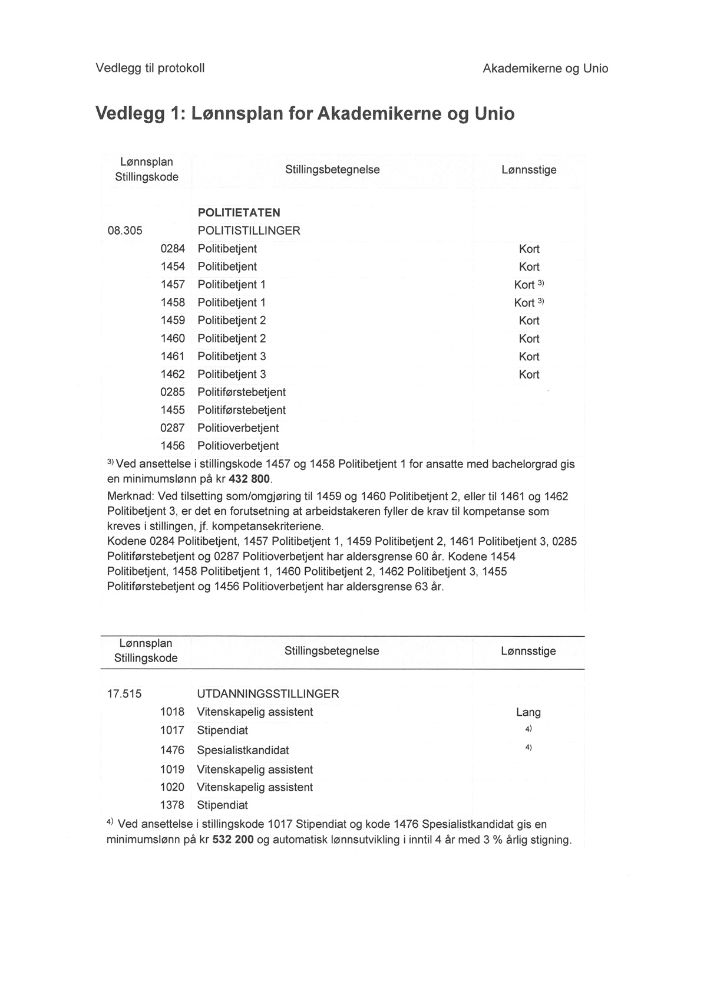 Vedlegg til protokoll Akademikerne og Unio
Vedlegg 1: Lønnsplan for Akademikerne og Unio
Lønnsplan
Stillingskode Stillingsbetegnelse Lønnsstige
POLITIETATEN
08.305 POLITISTILLINGER
0284 Politibetjent Kort
1454 Politibetjent Kort
1457 Politibetjent 1 Kort 3)
1458 Politibetjent 1 Kort 3)
1459 Politibetjent 2 Kort
1460 Politibetjent 2 Kort
1461 Politibetjent 3 Kort
1462 Politibetjent 3 Kort
0285 Politiførstebetjent
1455 Politiførstebetjent
0287 Politioverbetjent
1456 Politioverbetjent
3) Ved ansettelse i stillingskode 1457 og 1458 Politibetjent 1 for ansatte med bachelorgrad gis
en minimumslønn på kr 432 800.
Merknad: Ved tilsetting som/omgjøring til 1459 og 1460 Politibetjent 2, eller til 1461 og 1462
Politibetjent 3, er det en forutsetning at arbeidstakeren fyller de krav til kompetanse som
kreves i stillingen, jf. kompetansekriteriene.
Kodene 0284 Politibetjent, 1457 Politibetjent 1, 1459 Politibetjent 2, 1461 Politibetjent 3, 0285
Politiførstebetjent og 0287 Politioverbetjent har aldersgrense 60 år. Kodene 1454
Politibetjent, 1458 Politibetjent 1, 1460 Politibetjent 2, 1462 Politibetjent 3, 1455
Politiførstebetjent og 1456 Politioverbetjent har aldersgrense 63 år.
Lønnsplan
Stillingskode Stillingsbetegnelse Lønnsstige
17.515 UTDANNINGSSTILLINGER
1018 Vitenskapelig assistent Lang
1017 Stipendiat 4)
1476 Spesialistkandidat 4)
1019 Vitenskapelig assistent
1020 Vitenskapelig assistent
1378 Stipendiat
4) Ved ansettelse i stillingskode 1017 Stipendiat og kode 1476 Spesialistkandidat gis en
minimumslønn på kr 532 200 og automatisk lønnsutvikling i inntil 4 år med 3 % årlig stigning.